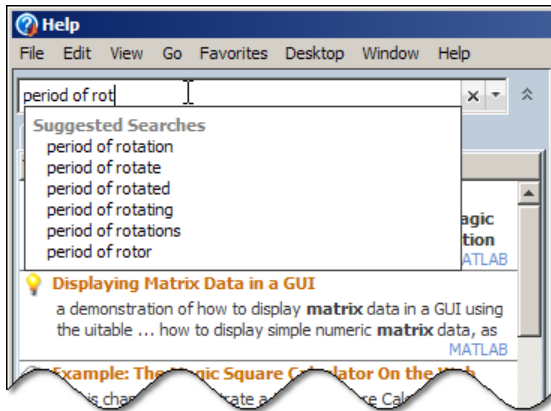 Help
File Edit View Go Favorites Desktop Window Help
period of rot
Suggested Searches
period of rotation
period of rotate
period of rotated
period of rotating
period of rotations
period of rotor
agic
tion
MATLAB
Displaying Matrix Data in a GUI
a demonstration of how to display matrix data in a GUI using
the uitable ... how to display simple numeric matrix data, as
MATLAB
Example: The Magic Square Calculator On the Web